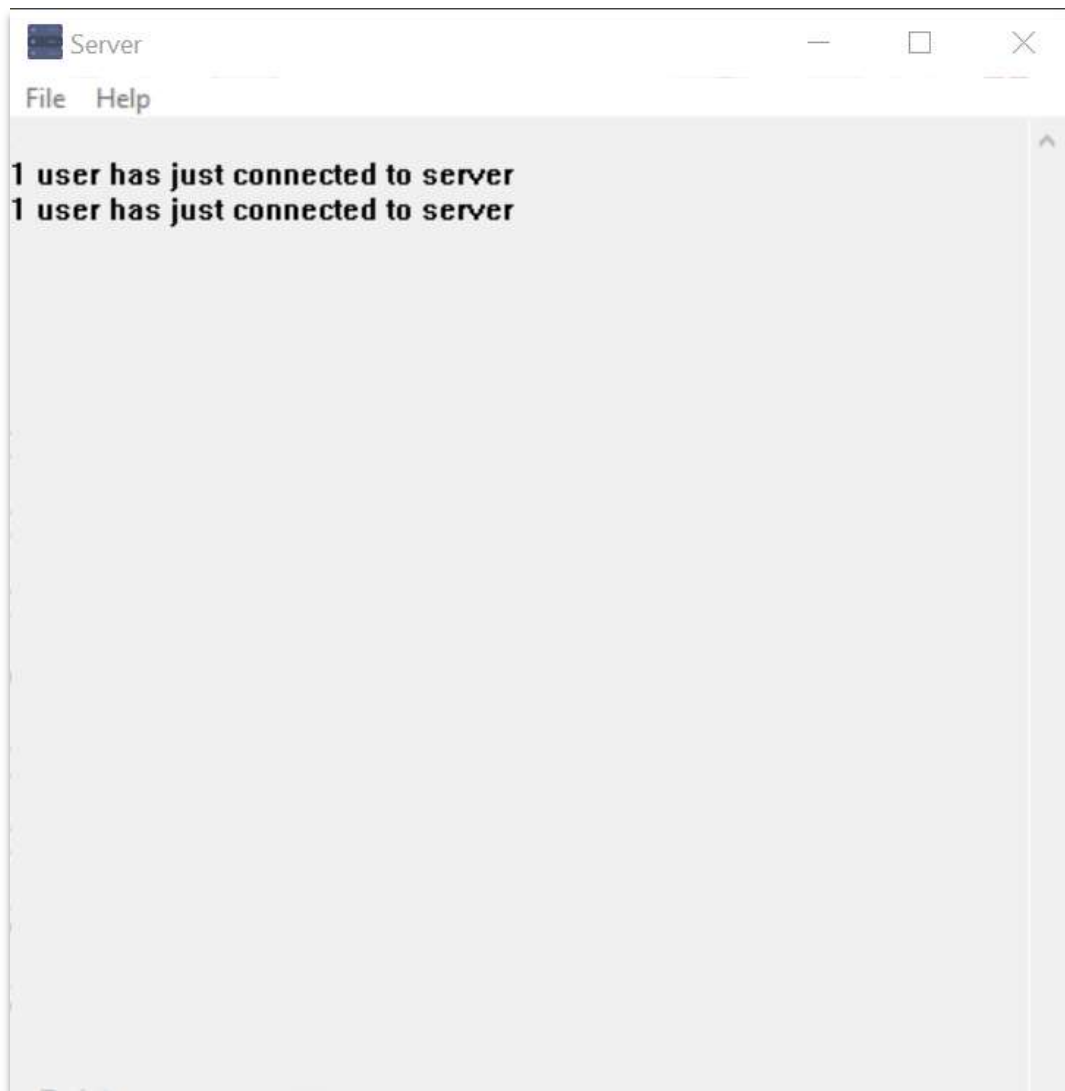 Server
File Help
1 user has just connected to server
1 user has just connected to server